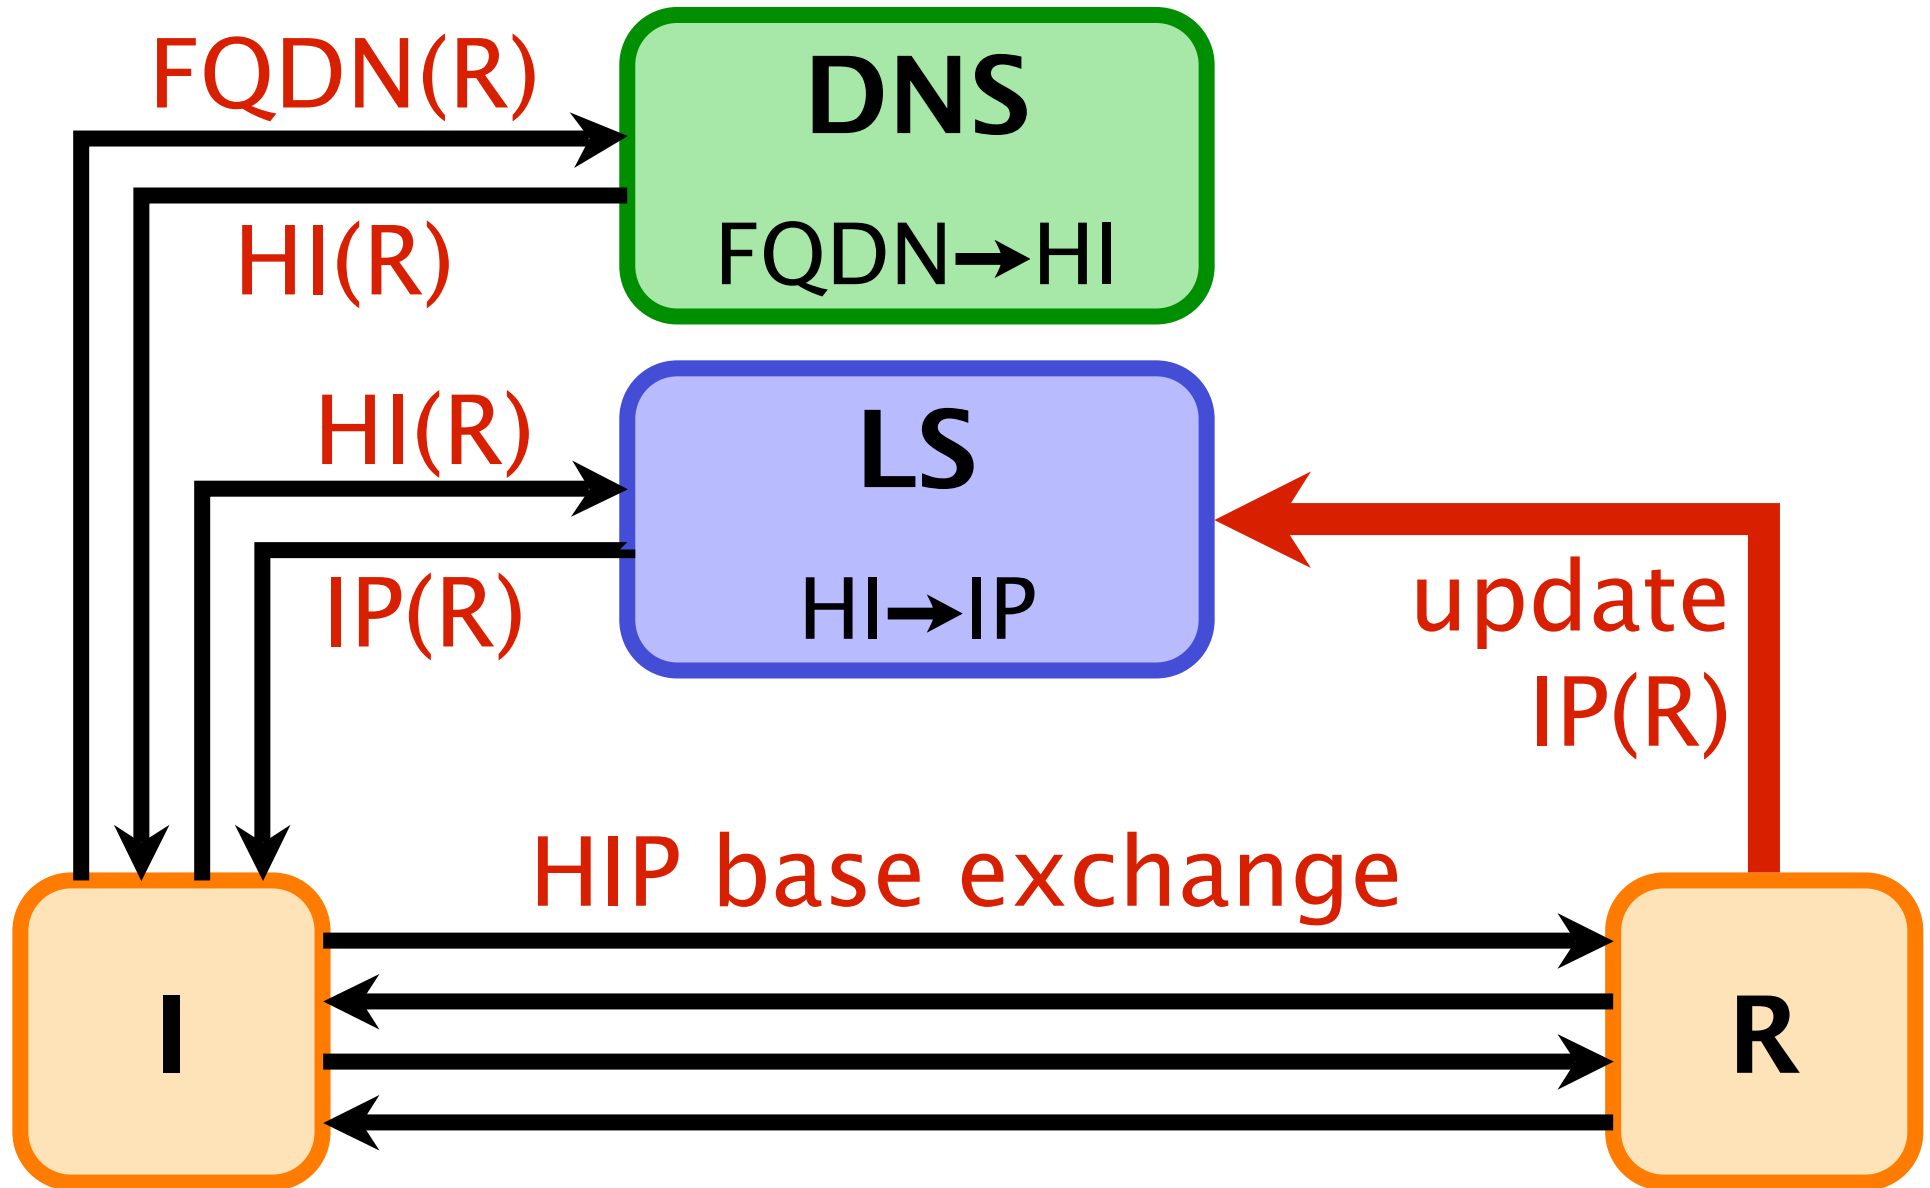 FQDN(R)
DNS
HI(R)
FQDN→HI
HI(R)
LS
IP(R)
HI→IP
update
IP(R)
HIP base exchange
I
R